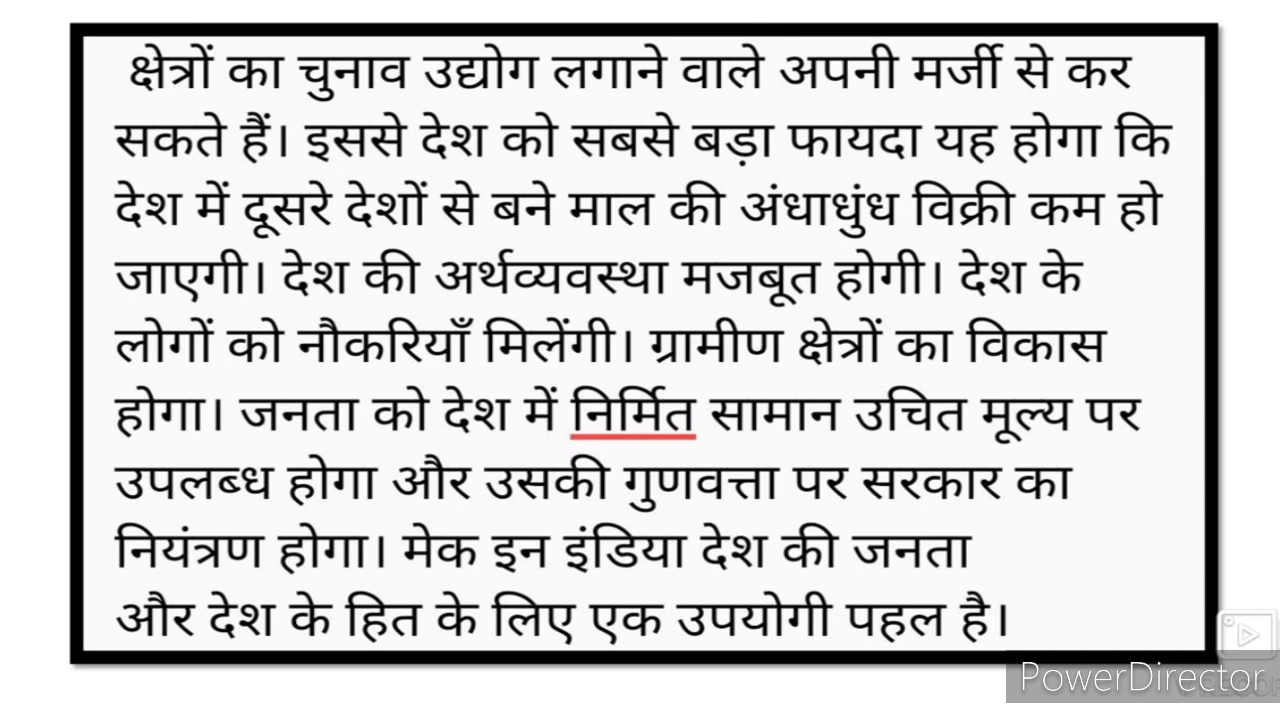 क्षेत्रों का चुनाव उद्योग लगाने वाले अपनी मर्जी से कर
सकते हैं। इससे देश को सबसे बड़ा फायदा यह होगा कि
देश में दूसरे देशों से बने माल की अंधाधुंध विक्री कम हो
जाएगी। देश की अर्थव्यवस्था मजबूत होगी। देश के
लोगों को नौकरियाँ मिलेंगी। ग्रामीण क्षेत्रों का विकास
होगा। जनता को देश में निर्मित सामान उचित मूल्य पर
उपलब्ध होगा और उसकी गुणवत्ता पर सरकार का
नियंत्रण होगा। मेक इन इंडिया देश की जनता
और देश के हित के लिए एक उपयोगी पहल है।
PowerDirector